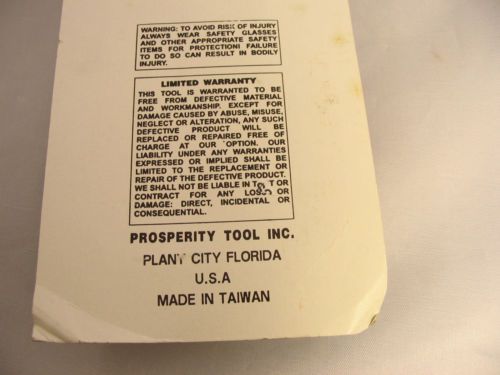 WARNING: TO AVOID RISK OF INJURY
ALWAYS WEAR SAFETY GLASSES
AND OTHER APPROPRIATE SAFETY
ITEMS FOR PROTECTION! FAILURE
TO DO SO CAN RESULT IN BODILY
INJURY.
LIMITED WARRANTY
THIS TOOL IS WARRANTED TO BE
FREE FROM DEFECTIVE MATERIAL
AND WORKMANSHIP. EXCEPT FOR
DAMAGE CAUSED BY ABUSE, MISUSE,
NEGLECT OR ALTERATION, ANY SUCH
DEFECTIVE PRODUCT WILL BE
REPLACED OR REPAIRED FREE OF
CHARGE AT OUR OPTION. OUR
LIABILITY UNDER ANY WARRANTIES
EXPRESSED OR IMPLIED SHALL BE
LIMITED TO THE REPLACEMENT OR
REPAIR OF THE DEFECTIVE PRODUCT.
WE SHALL NOT BE LIABLE IN OR
CONTRACT FOR ANY LOSS OR
DAMAGE: DIRECT, INCIDENTAL OR
CONSEQUENTIAL.
PROSPERITY TOOL INC.
PLANT CITY FLORIDA
U.S.A
MADE IN TAIWAN